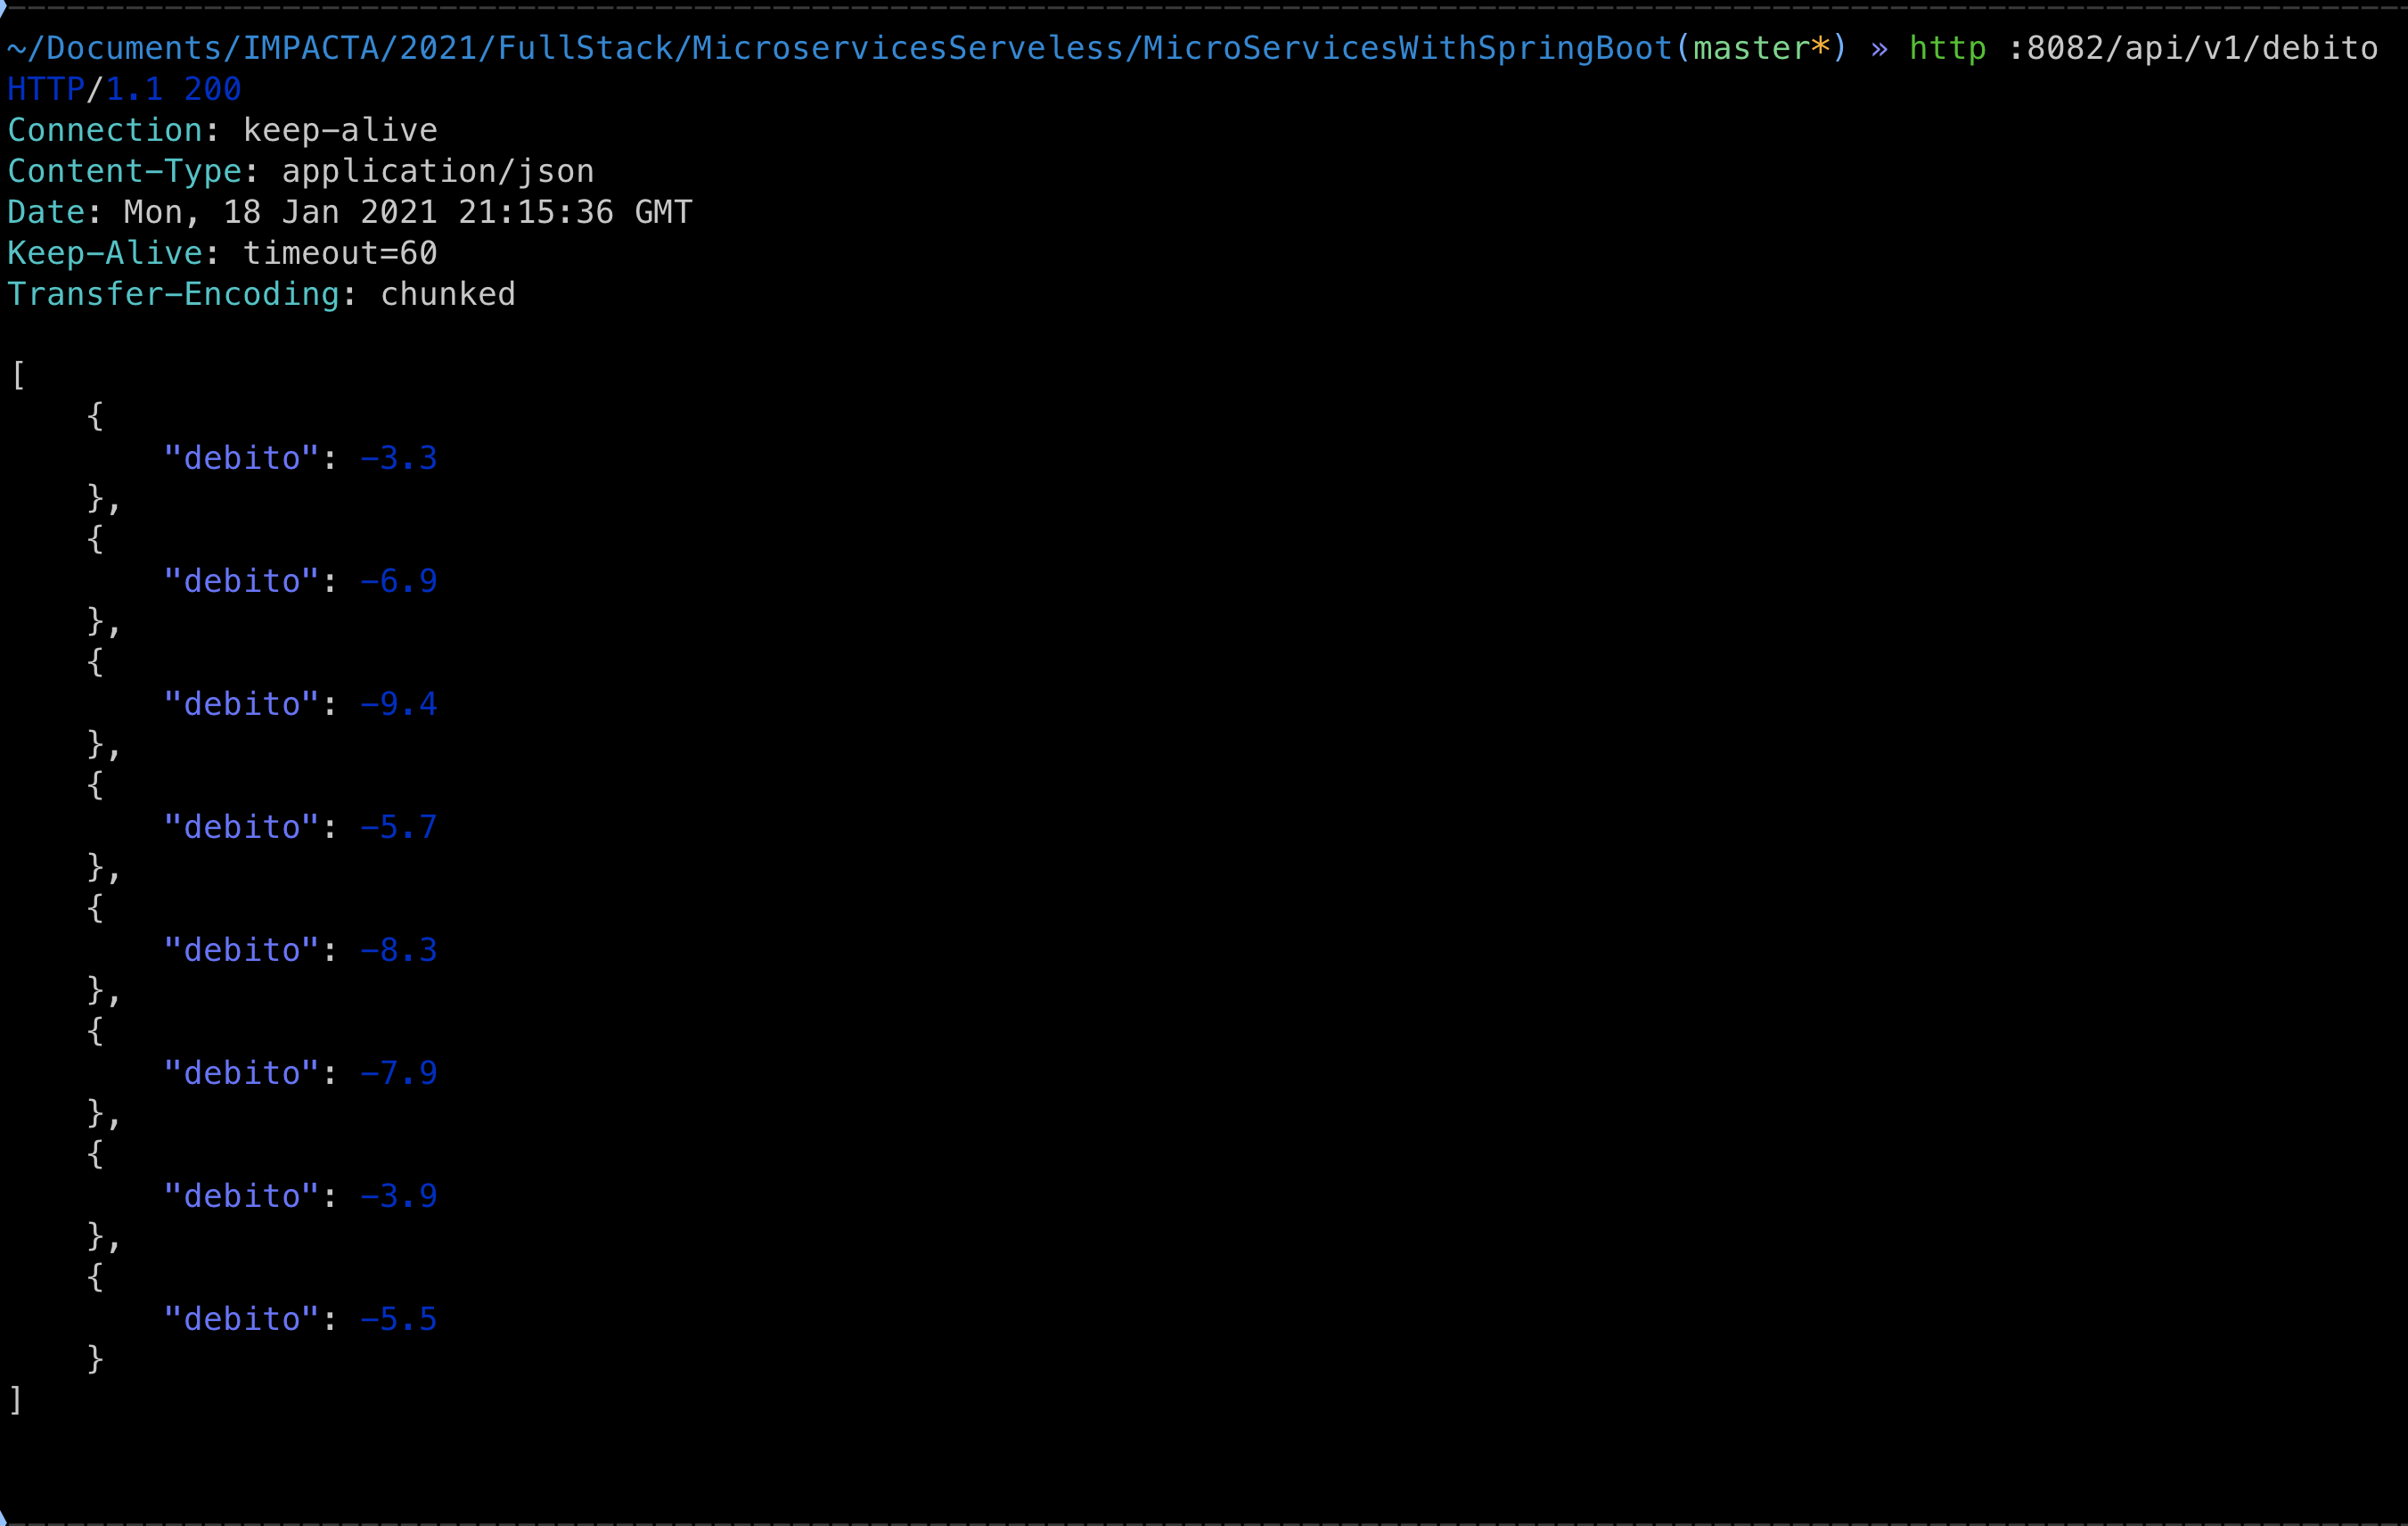 ~/Documents/IMPACTA/2021/FullStack/MicroservicesServeless/MicroServicesWithSpringBoot(master*) » http :8082/api/v1/debito
HTTP/1.1 200
Connection: keep-alive
Content-Type: application/json
Date: Mon, 18 Jan 2021 21:15:36 GMT
Keep-Alive: timeout=60
Transfer-Encoding: chunked

[
    {
        "debito": -3.3
    },
    {
        "debito": -6.9
    },
    {
        "debito": -9.4
    },
    {
        "debito": -5.7
    },
    {
        "debito": -8.3
    },
    {
        "debito": -7.9
    },
    {
        "debito": -3.9
    },
    {
        "debito": -5.5
    }
]